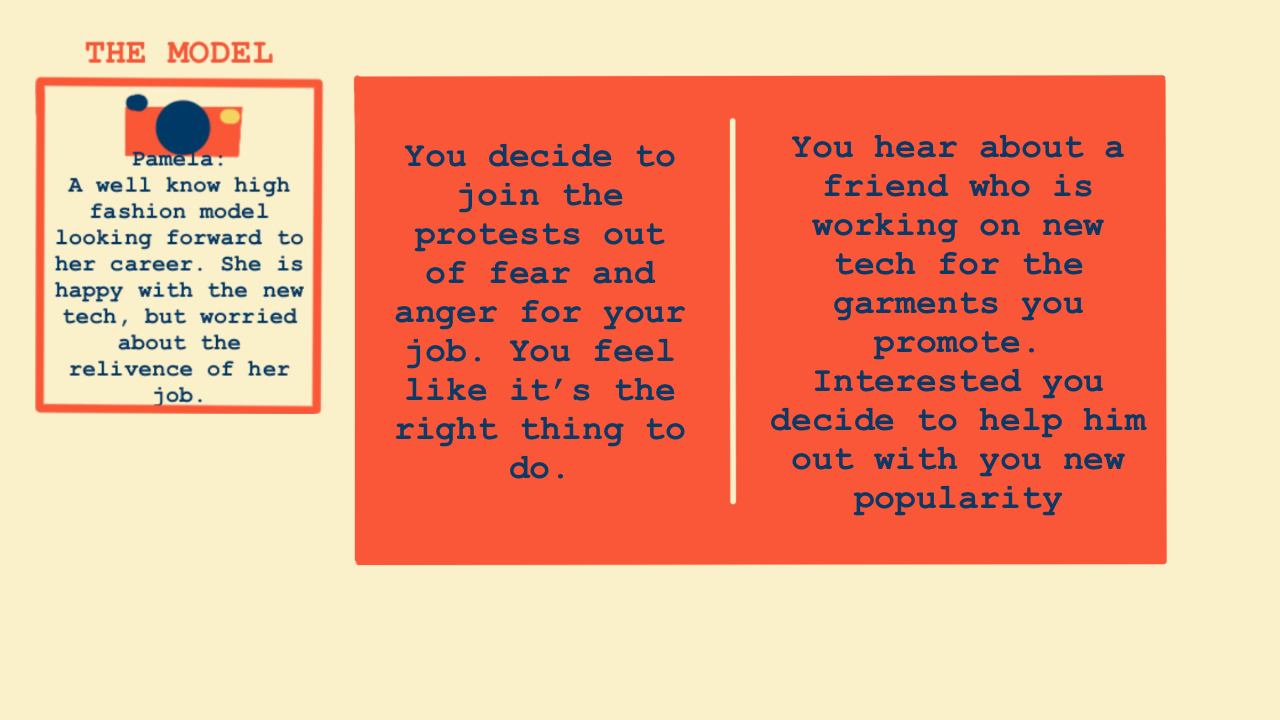 THE MODEL
Pamela:
A well know high
fashion model
looking forward to
her career. She is
happy with the new
tech, but worried
about the
relivence of her
job.
You decide to
join the
protests out
of fear and
anger for your
job. You feel
like it’s the
right thing to
do.
You hear about a
friend who is
working on new
tech for the
garments you
promote.
Interested you
decide to help him
out with you new
popularity